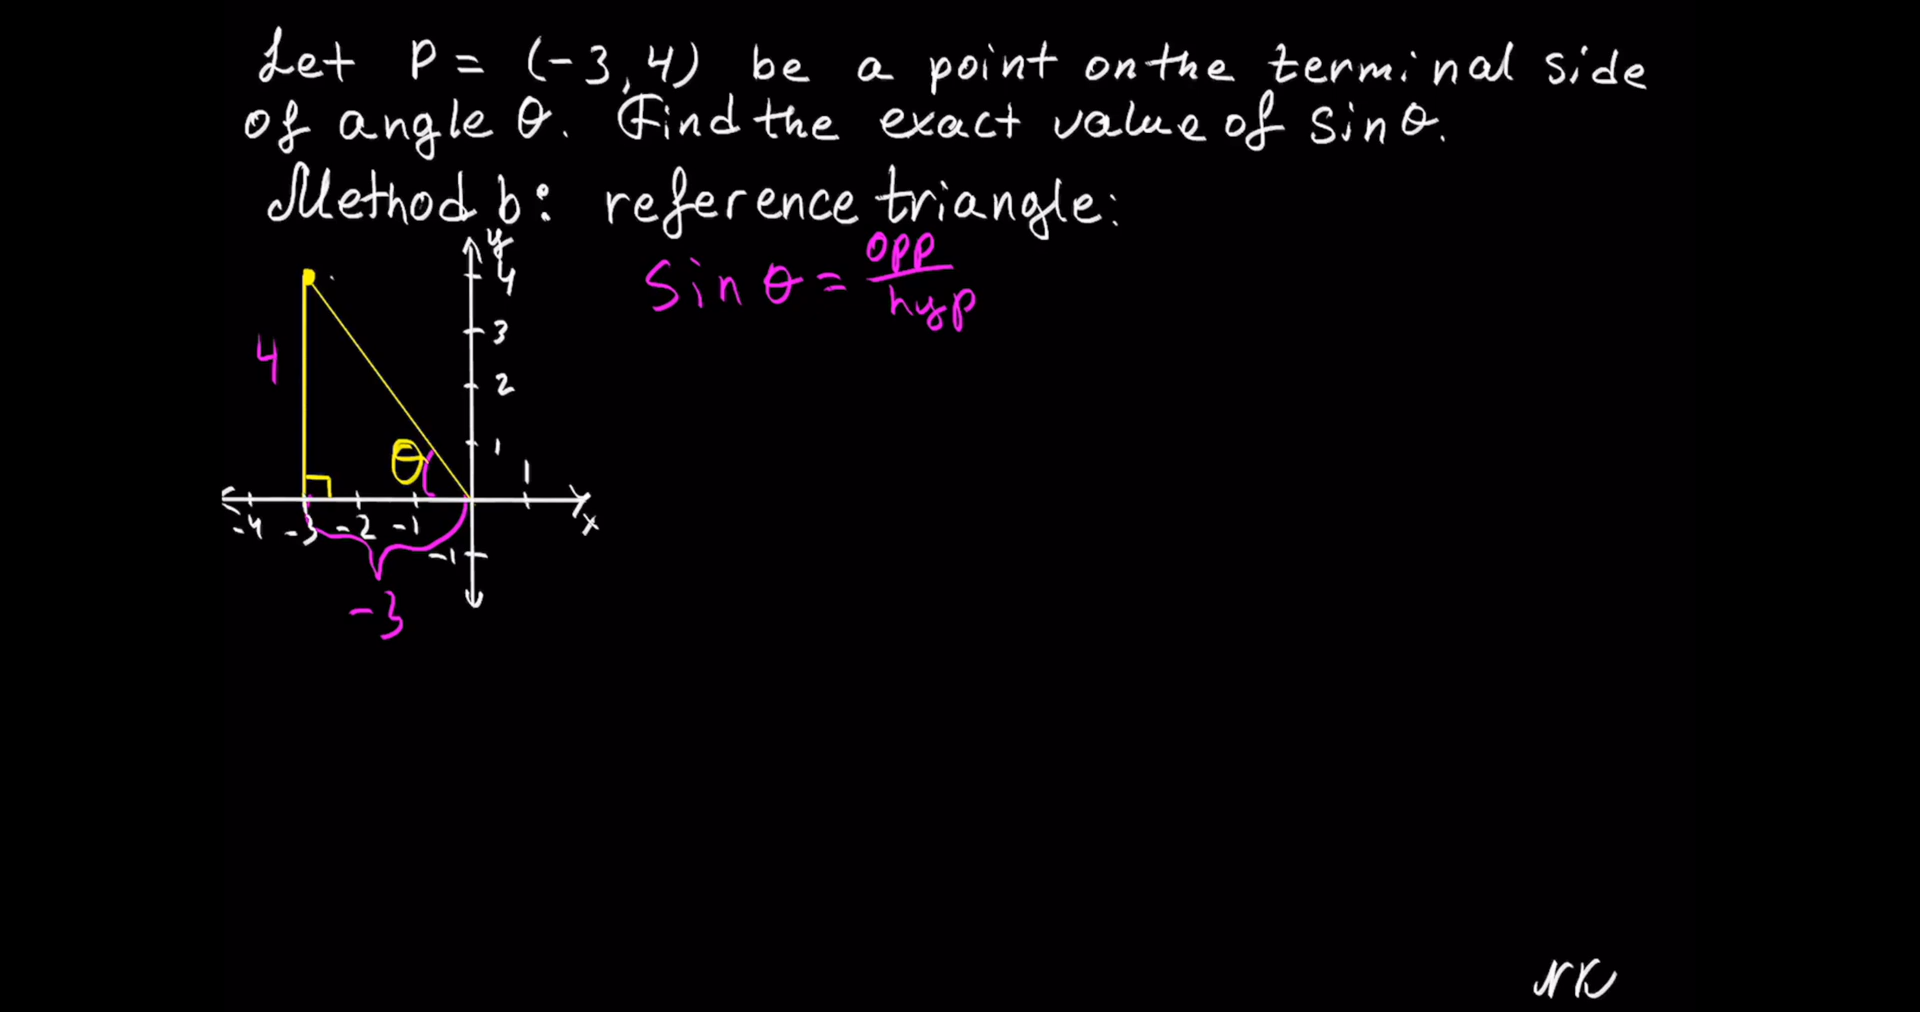 Let P = (-3,4) be a point on the terminal side
of angle θ. Find the exact value of sin θ.
Method b: reference triangle:
sin θ = opp/hyp
y
4
3
2
1
4
θ
1
-4 -3 -2 -1
x
-1
-3
NK